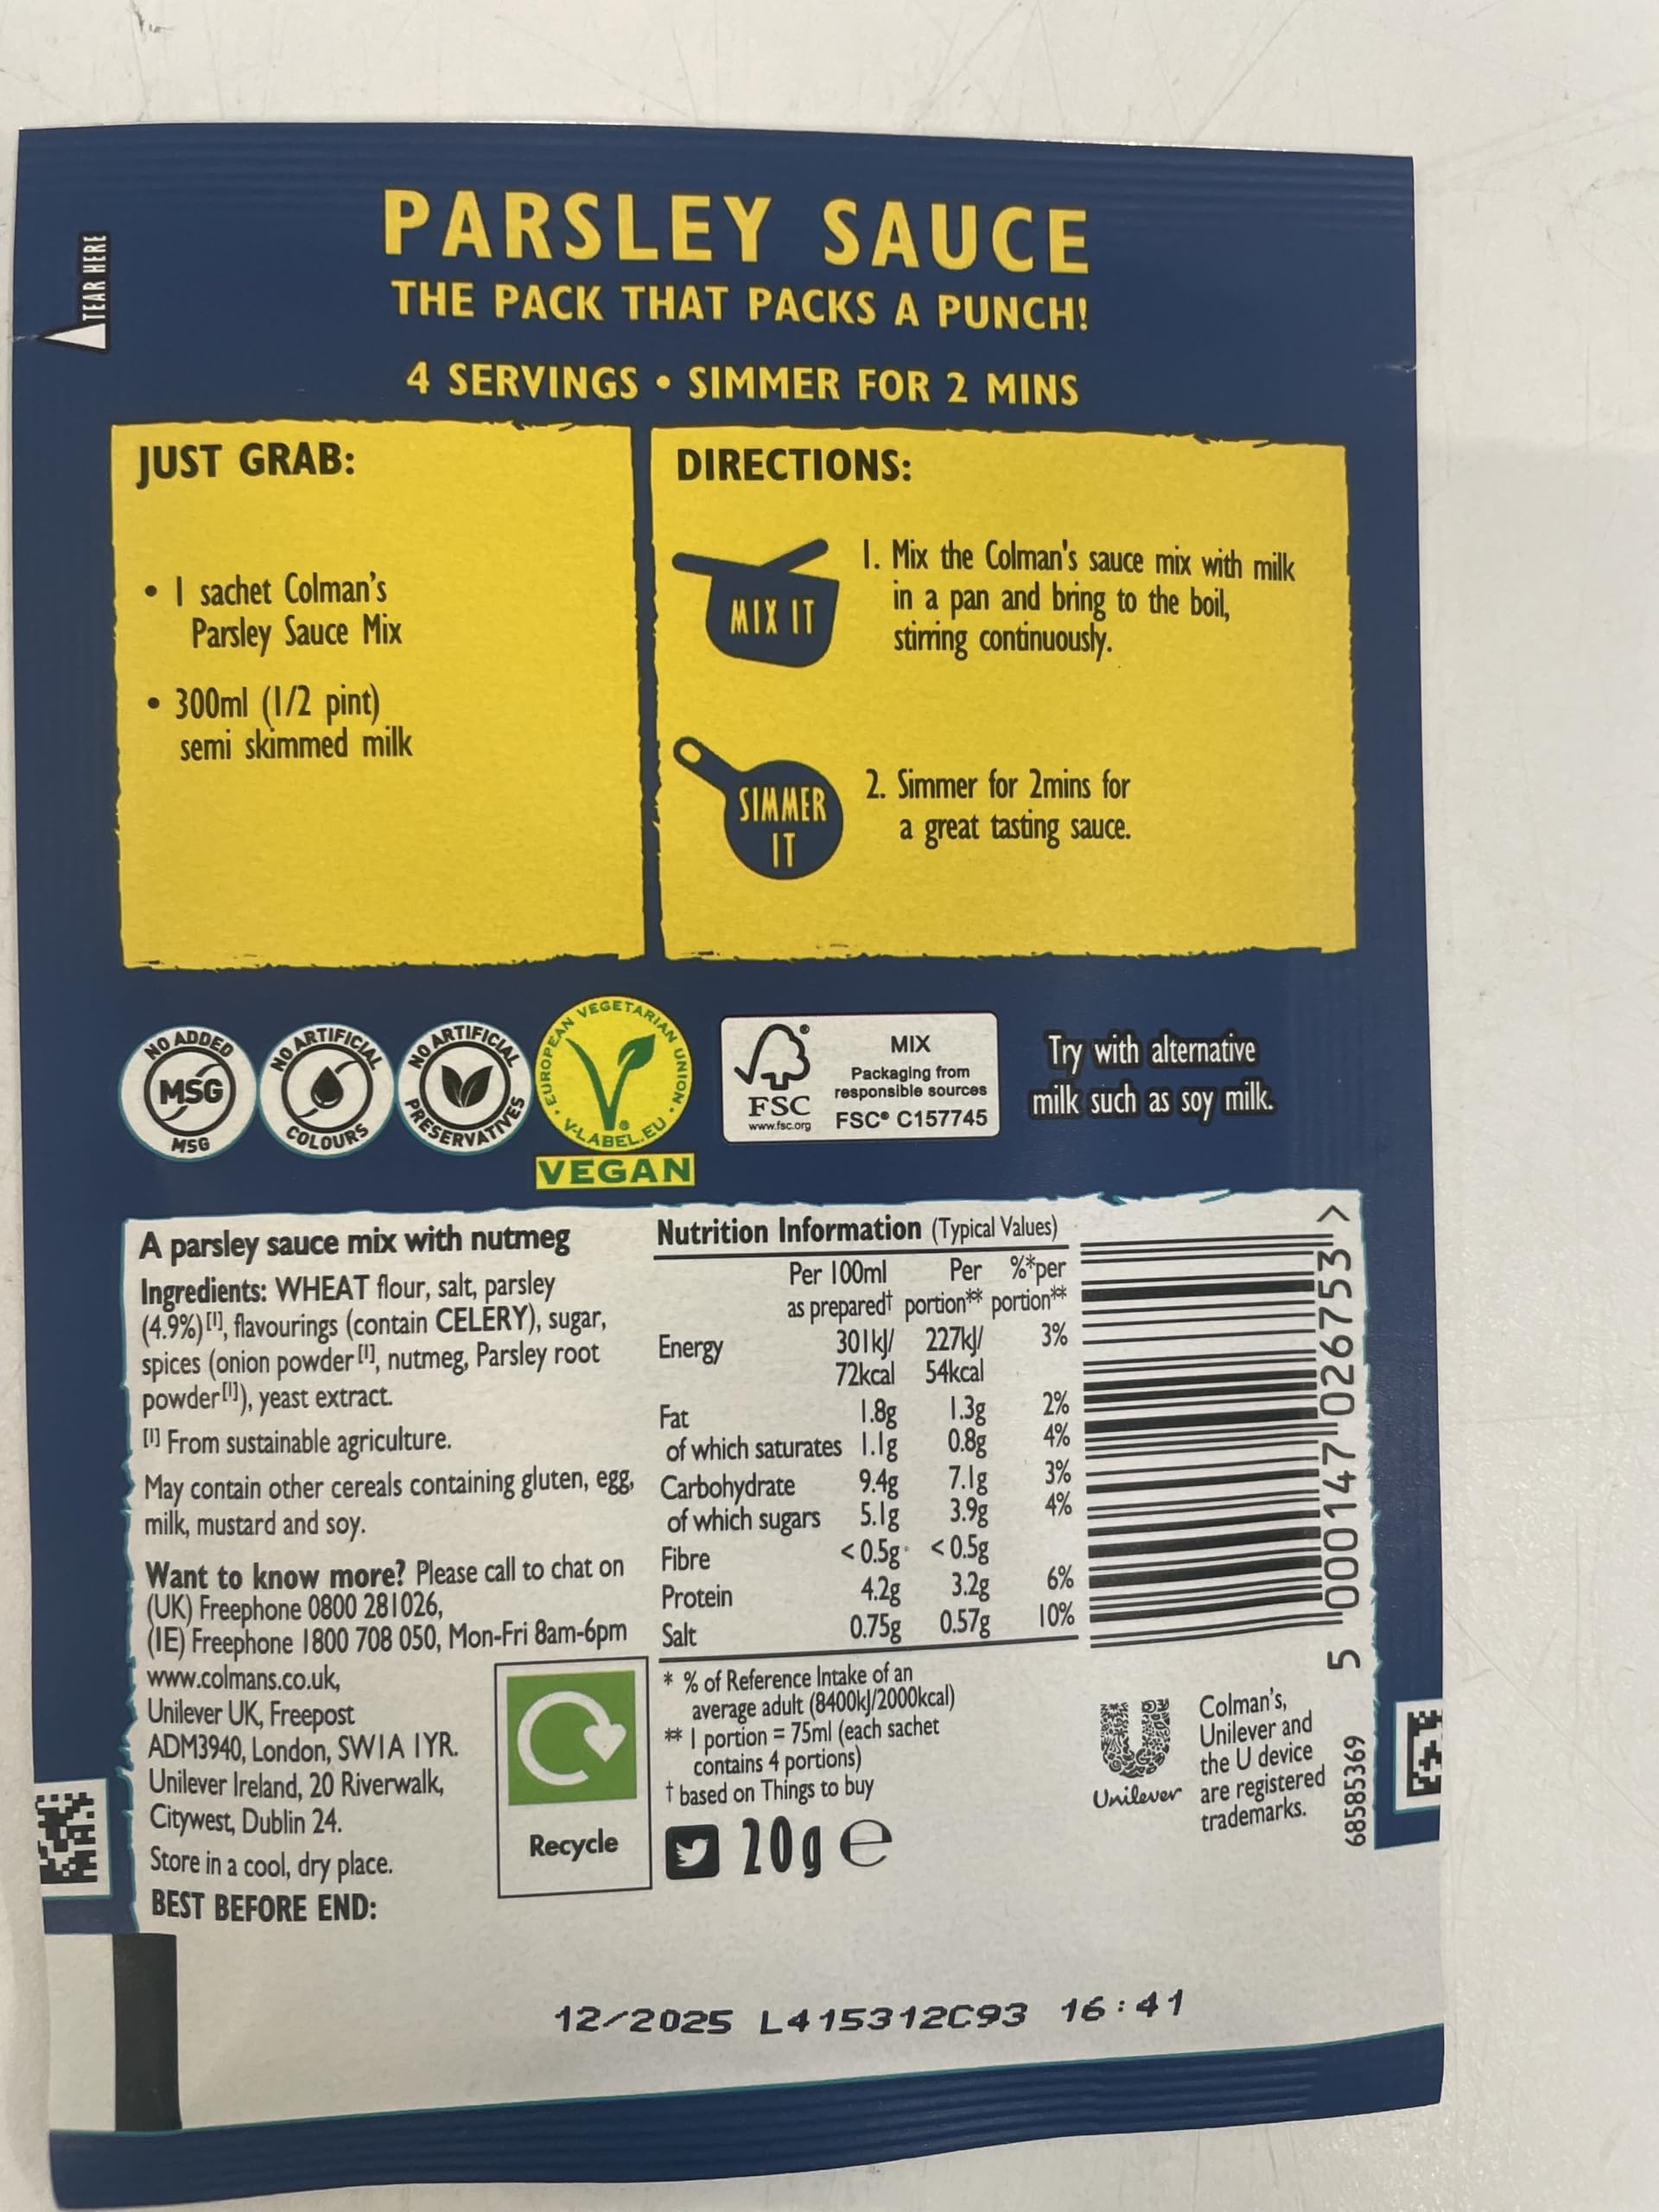 TEAR HERE
PARSLEY SAUCE
THE PACK THAT PACKS A PUNCH!
4 SERVINGS • SIMMER FOR 2 MINS
JUST GRAB:
• 1 sachet Colman's
Parsley Sauce Mix
• 300ml (1/2 pint)
semi skimmed milk
DIRECTIONS:
MIX IT
1. Mix the Colman's sauce mix with milk
in a pan and bring to the boil,
stirring continuously.
SIMMER
IT
2. Simmer for 2mins for
a great tasting sauce.
NO ADDED
MSG
MSG
NO ARTIFICIAL
COLOURS
NO ARTIFICIAL
PRESERVATIVES
EUROPEAN VEGETARIAN UNION •
V-LABEL.EU
VEGAN
FSC
www.fsc.org
MIX
Packaging from
responsible sources
FSC® C157745
Try with alternative
milk such as soy milk.
A parsley sauce mix with nutmeg
Ingredients: WHEAT flour, salt, parsley
(4.9%)[1], flavourings (contain CELERY), sugar,
spices (onion powder[1], nutmeg, Parsley root
powder[1]), yeast extract.
[1] From sustainable agriculture.
May contain other cereals containing gluten, egg,
milk, mustard and soy.
Want to know more? Please call to chat on
(UK) Freephone 0800 281026,
(IE) Freephone 1800 708 050, Mon-Fri 8am-6pm
www.colmans.co.uk,
Unilever UK, Freepost
ADM3940, London, SW1A 1YR.
Unilever Ireland, 20 Riverwalk,
Citywest, Dublin 24.
Store in a cool, dry place.
BEST BEFORE END:
Recycle
Nutrition Information (Typical Values)
Per 100ml Per %*per
as prepared† portion** portion**
Energy 301kJ/ 227kJ/ 3%
72kcal 54kcal
Fat 1.8g 1.3g 2%
of which saturates 1.1g 0.8g 4%
Carbohydrate 9.4g 7.1g 3%
of which sugars 5.1g 3.9g 4%
Fibre <0.5g <0.5g
Protein 4.2g 3.2g 6%
Salt 0.75g 0.57g 10%
* % of Reference Intake of an
average adult (8400kJ/2000kcal)
** 1 portion = 75ml (each sachet
contains 4 portions)
† based on Things to buy
20g e
5 000147 026753 >
Unilever
Colman's,
Unilever and
the U device
are registered
trademarks.
68585369
12/2025 L415312C93 16:41